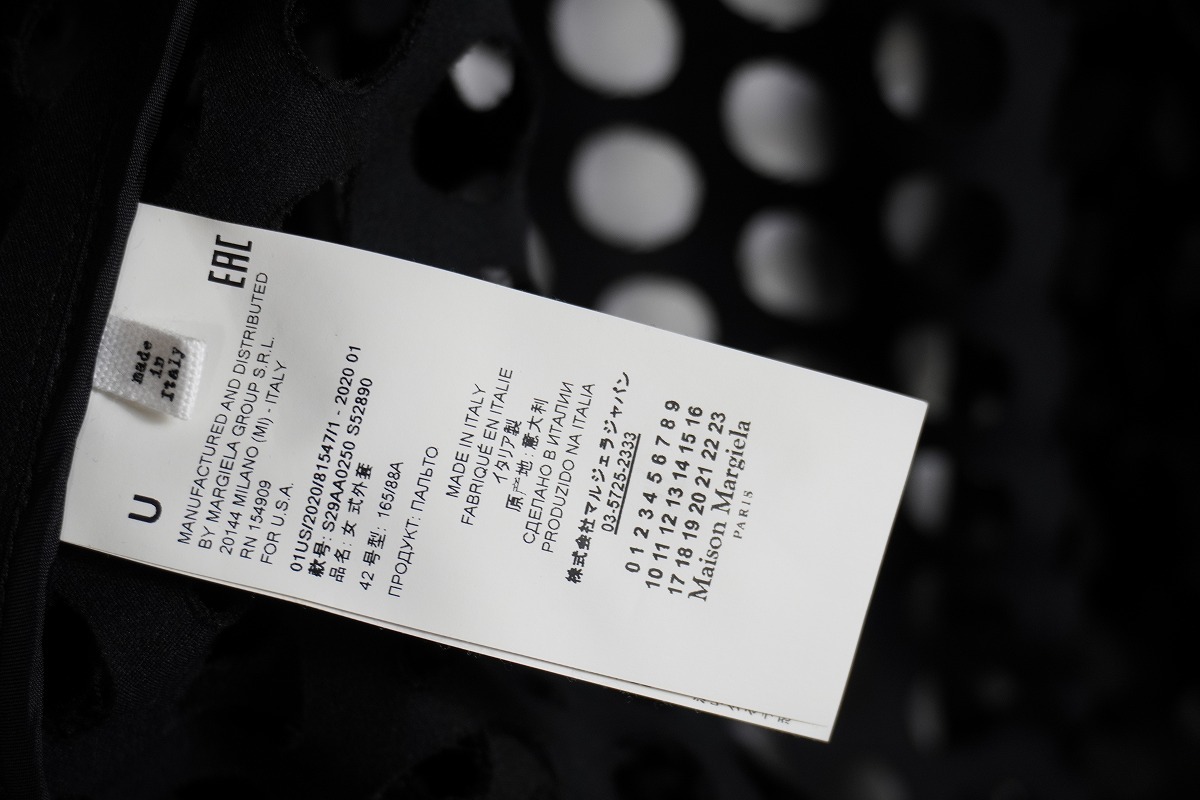 EAC
made
in
Italy
U
MANUFACTURED AND DISTRIBUTED
BY MARGIELA GROUP S.R.L.
20144 MILANO (MI) - ITALY
RN 154909
FOR U.S.A.
01US/2020/81547/1 - 2020 01
款号: S29AA0250 S52890
品名: 女 式外套
42 号型: 165/88A
ПРОДУКТ: ПАЛЬТО
MADE IN ITALY
FABRIQUÉ EN ITALIE
イタリア製
原产地: 意大利
СДЕЛАНО В ИТАЛИИ
PRODUZIDO NA ITALIA
株式会社マルジェラジャパン
03-5725-2333
0 1 2 3 4 5 6 7 8 9
10 11 12 13 14 15 16
17 18 19 20 21 22 23
Maison Margiela
PARIS